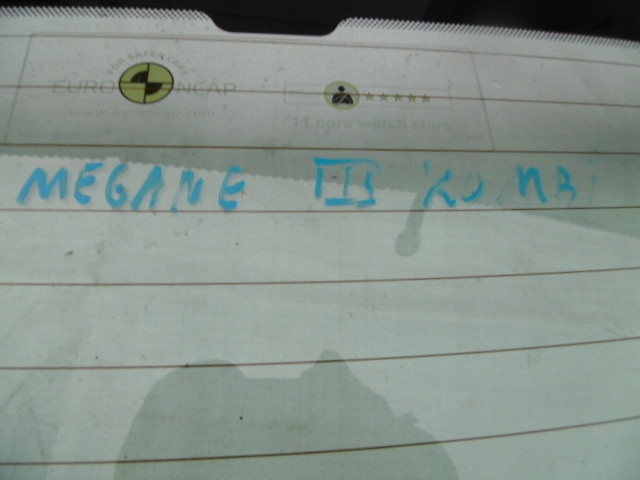 FOR SAFER CARS
EURO NCAP
www.euroncap.com
11 cars with 5 stars
MEGANE III KOMBI